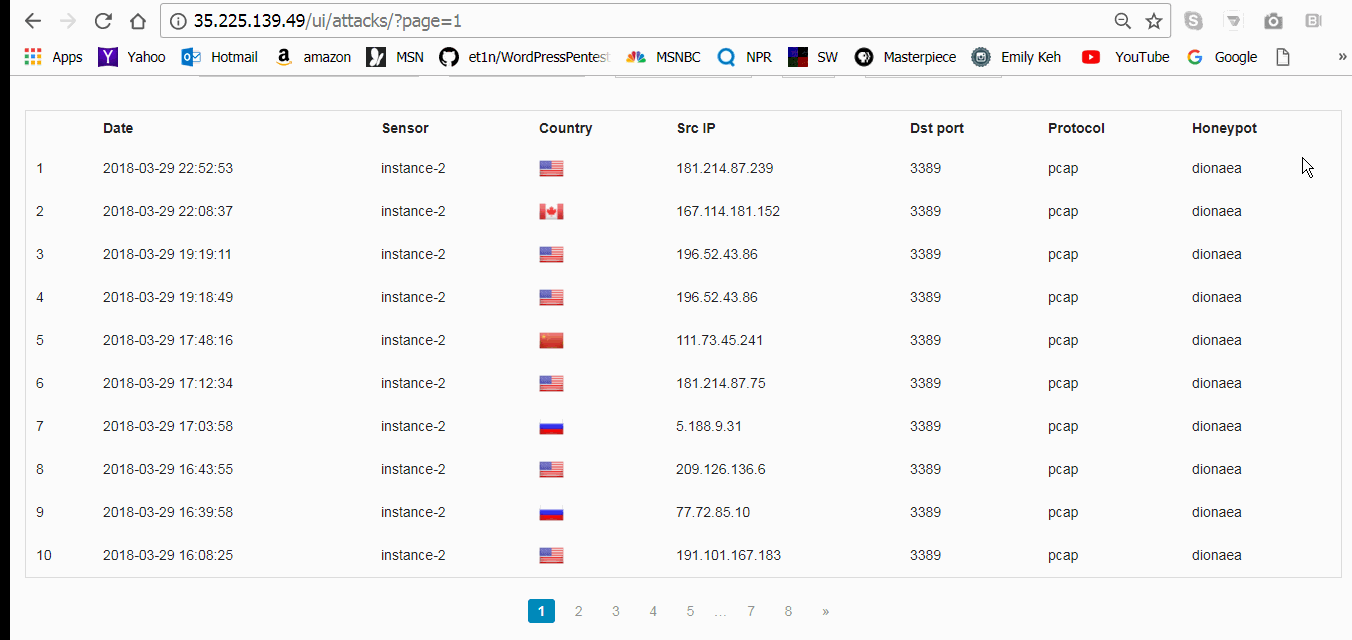 35.225.139.49/ui/attacks/?page=1
Apps Yahoo Hotmail amazon MSN et1n/WordPressPentest MSNBC NPR SW Masterpiece Emily Keh YouTube Google »
Date Sensor Country Src IP Dst port Protocol Honeypot
1 2018-03-29 22:52:53 instance-2 181.214.87.239 3389 pcap dionaea
2 2018-03-29 22:08:37 instance-2 167.114.181.152 3389 pcap dionaea
3 2018-03-29 19:19:11 instance-2 196.52.43.86 3389 pcap dionaea
4 2018-03-29 19:18:49 instance-2 196.52.43.86 3389 pcap dionaea
5 2018-03-29 17:48:16 instance-2 111.73.45.241 3389 pcap dionaea
6 2018-03-29 17:12:34 instance-2 181.214.87.75 3389 pcap dionaea
7 2018-03-29 17:03:58 instance-2 5.188.9.31 3389 pcap dionaea
8 2018-03-29 16:43:55 instance-2 209.126.136.6 3389 pcap dionaea
9 2018-03-29 16:39:58 instance-2 77.72.85.10 3389 pcap dionaea
10 2018-03-29 16:08:25 instance-2 191.101.167.183 3389 pcap dionaea
1 2 3 4 5 ... 7 8 »